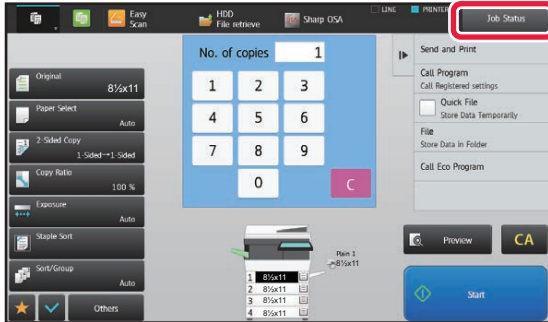 Easy
Scan
HDD
File retrieve
Sharp OSA
LINE
PRINTER
Job Status
No. of copies
1
Original
8½x11
Paper Select
Auto
2-Sided Copy
1-Sided→1-Sided
Copy Ratio
100 %
Exposure
Auto
Staple Sort
Sort/Group
Auto
Others
1 2 3
4 5 6
7 8 9
0 C
Plain 1
8½x11
1 8½x11
2 8½x11
3 8½x11
4 8½x11
Send and Print
Call Program
Call Registered settings
Quick File
Store Data Temporarily
File
Store Data in Folder
Call Eco Program
Preview
CA
Start